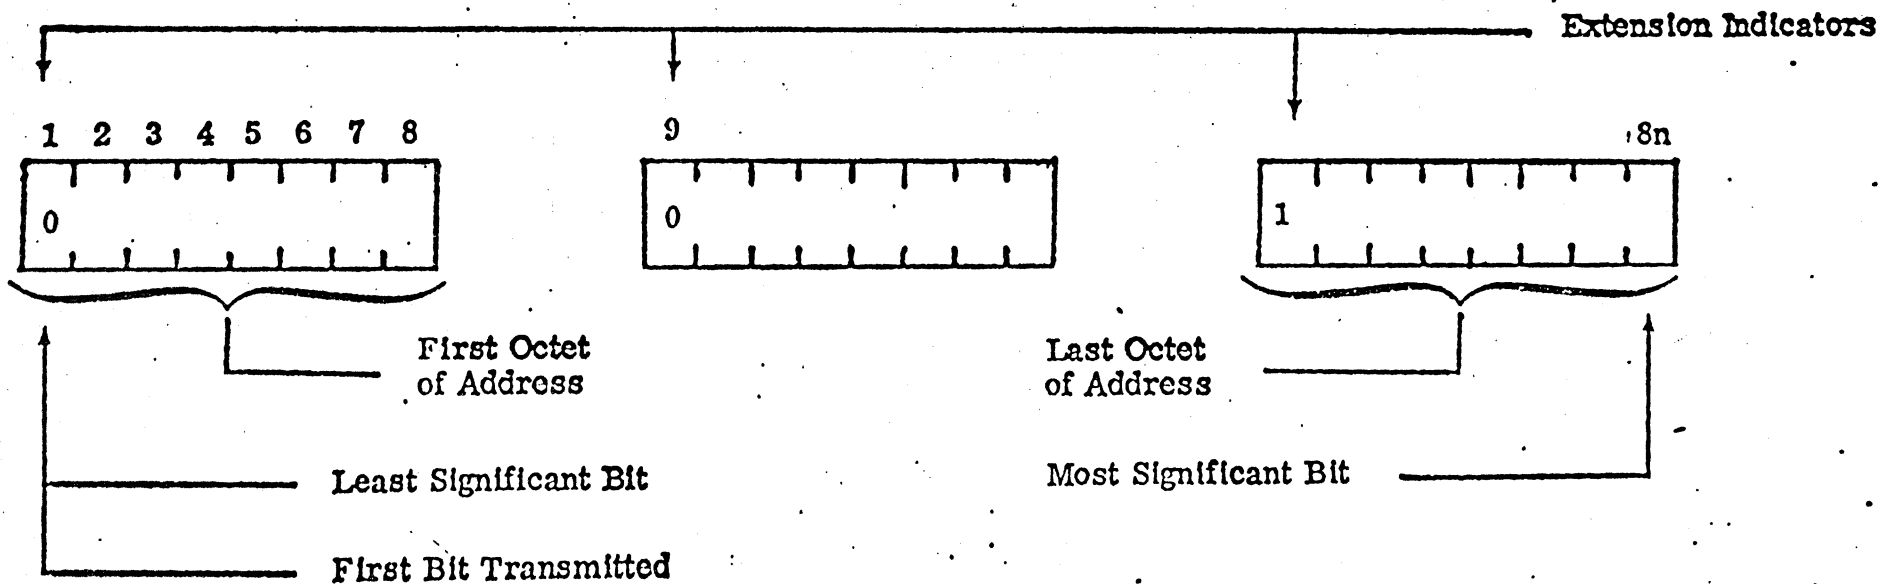 Extension Indicators
1 2 3 4 5 6 7 8
9
8n
0
0
1
First Octet
of Address
Last Octet
of Address
Least Significant Bit
Most Significant Bit
First Bit Transmitted